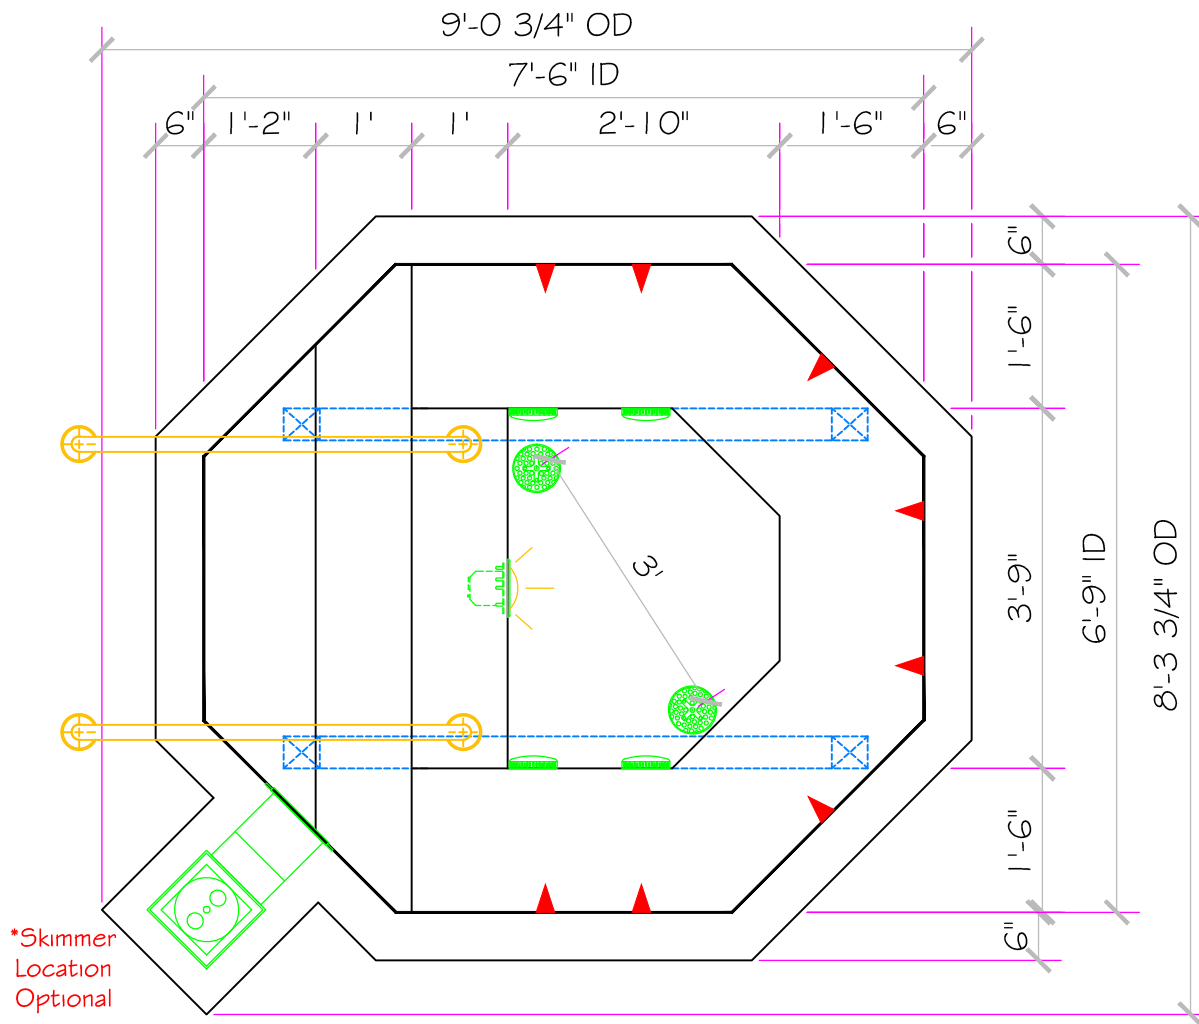 9'-0 3/4" OD
7'-6" ID
6" 1'-2" 1' 1' 2'-10" 1'-6" 6"
6"
1'-6"
3'-9"
6'-9" ID
8'-3 3/4" OD
3'
1'-6"
6"
*Skimmer
Location
Optional